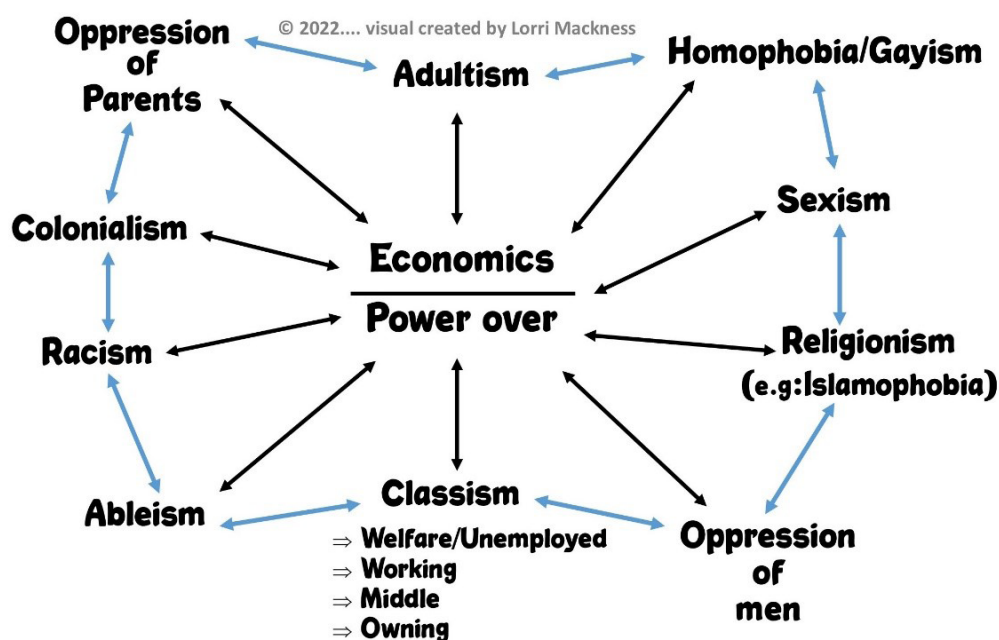 © 2022.... visual created by Lorri Mackness
Oppression
of
Parents
Adultism
Homophobia/Gayism
Colonialism
Sexism
Economics
Power over
Racism
Religionism
(e.g:Islamophobia)
Ableism
Classism
⇒ Welfare/Unemployed
⇒ Working
⇒ Middle
⇒ Owning
Oppression
of
men